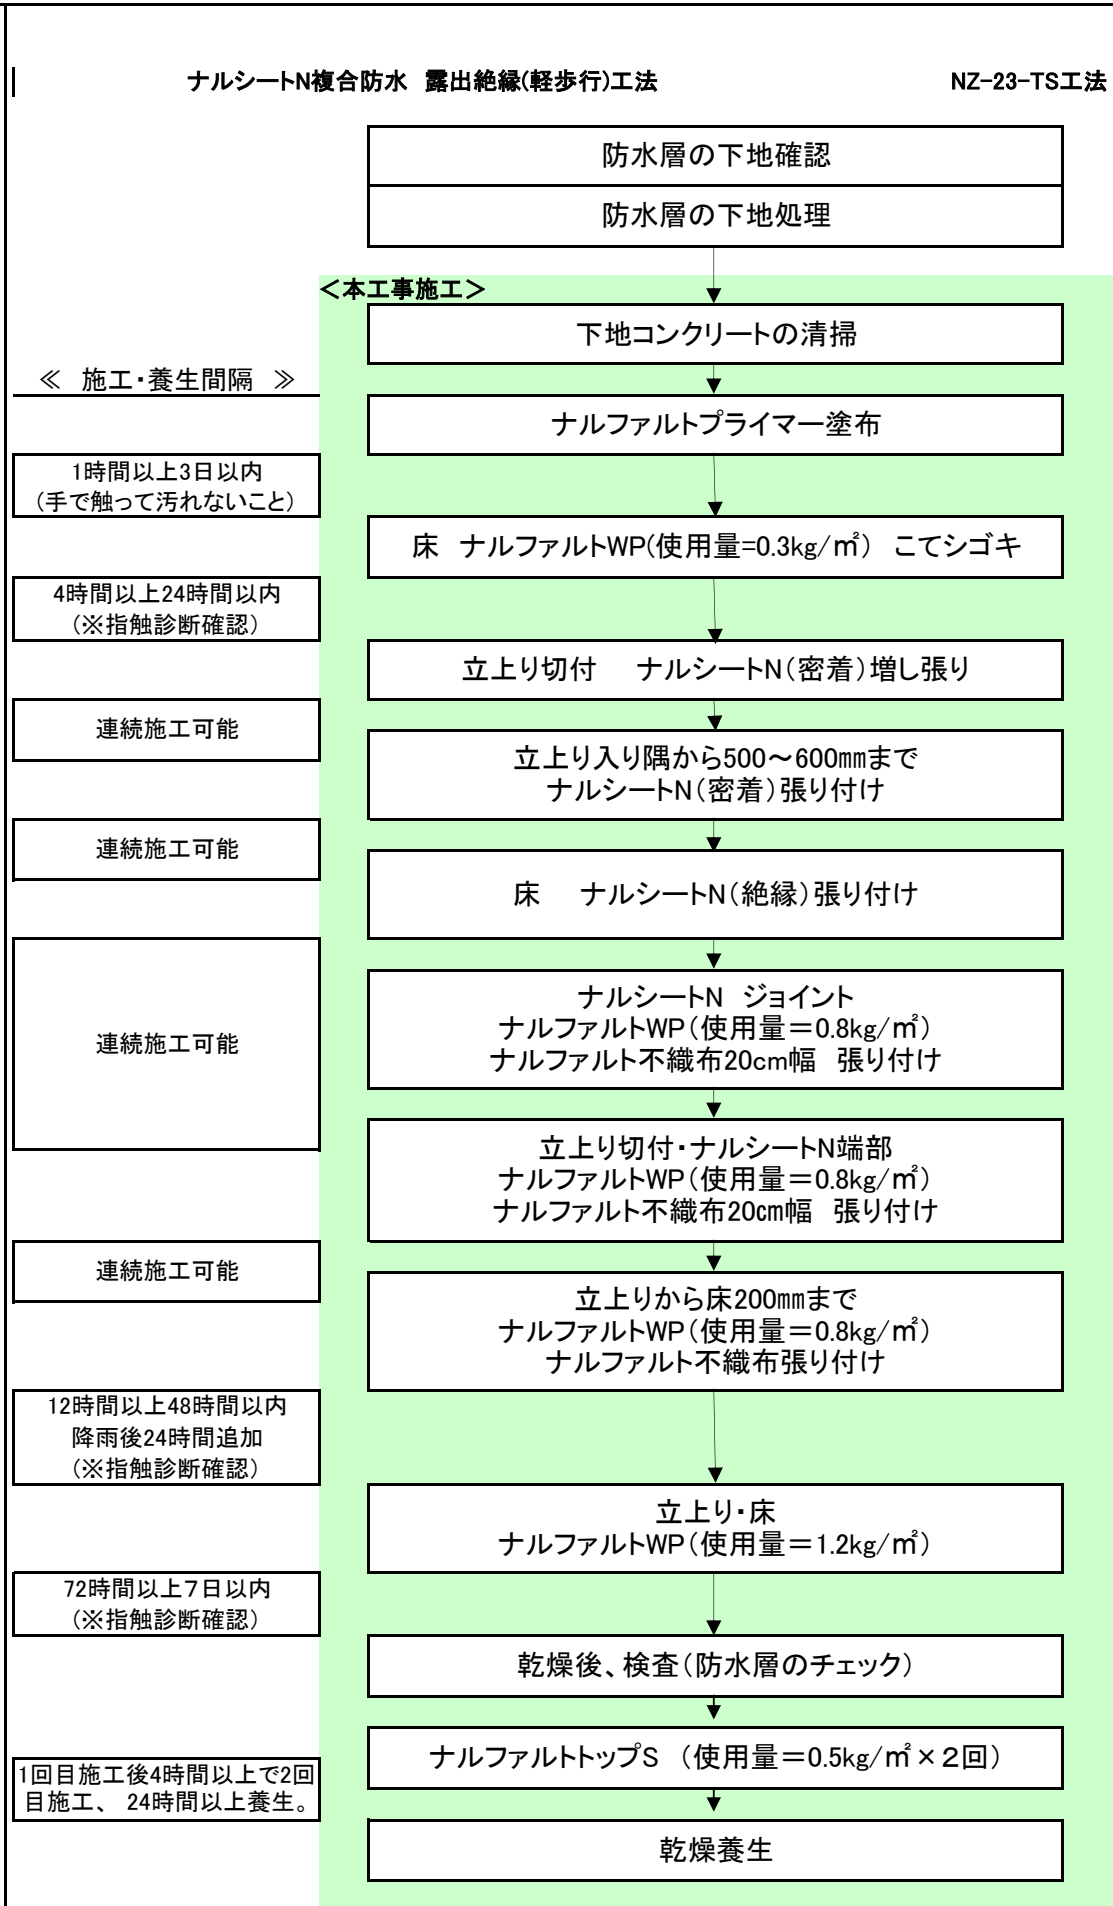 ナルシートN複合防水　露出絶縁(軽歩行)工法
NZ-23-TS工法
防水層の下地確認
防水層の下地処理
＜本工事施工＞
下地コンクリートの清掃
≪　施工・養生間隔　≫
ナルファルトプライマー塗布
1時間以上3日以内
（手で触って汚れないこと）
床　ナルファルトWP(使用量=0.3kg/㎡)　こてシゴキ
4時間以上24時間以内
（※指触診断確認）
立上り切付　　ナルシートN（密着）増し張り
連続施工可能
立上り入り隅から500～600㎜まで
ナルシートN（密着）張り付け
連続施工可能
床　　ナルシートN（絶縁）張り付け
連続施工可能
ナルシートN　ジョイント
ナルファルトWP（使用量＝0.8kg/㎡）
ナルファルト不織布20cm幅　張り付け
立上り切付・ナルシートN端部
ナルファルトWP（使用量＝0.8kg/㎡）
ナルファルト不織布20㎝幅　張り付け
連続施工可能
立上りから床200㎜まで
ナルファルトWP（使用量＝0.8kg/㎡）
ナルファルト不織布張り付け
12時間以上48時間以内
降雨後24時間追加
（※指触診断確認）
立上り・床
ナルファルトWP（使用量＝1.2kg/㎡）
72時間以上７日以内
（※指触診断確認）
乾燥後、検査（防水層のチェック）
ナルファルトトップS　（使用量＝0.5kg/㎡×２回）
1回目施工後4時間以上で2回
目施工、　24時間以上養生。
乾燥養生